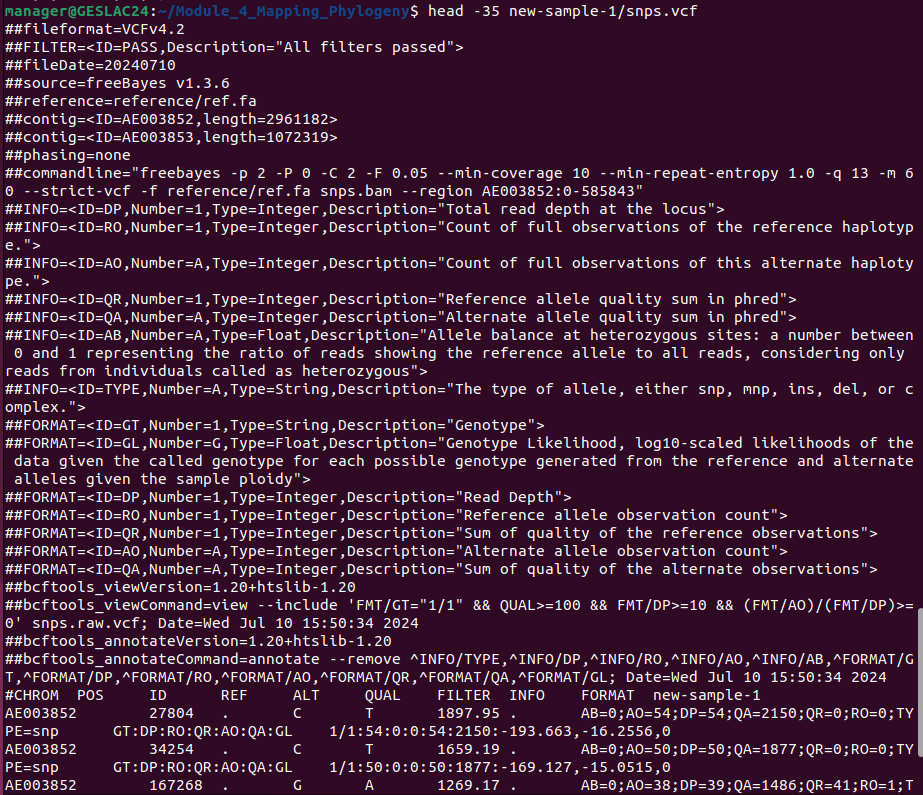 manager@GESLAC24:~/Module_4_Mapping_Phylogeny$ head -35 new-sample-1/snps.vcf
##fileformat=VCFv4.2
##FILTER=<ID=PASS,Description="All filters passed">
##fileDate=20240710
##source=freeBayes v1.3.6
##reference=reference/ref.fa
##contig=<ID=AE003852,length=2961182>
##contig=<ID=AE003853,length=1072319>
##phasing=none
##commandline="freebayes -p 2 -P 0 -C 2 -F 0.05 --min-coverage 10 --min-repeat-entropy 1.0 -q 13 -m 6
0 --strict-vcf -f reference/ref.fa snps.bam --region AE003852:0-585843"
##INFO=<ID=DP,Number=1,Type=Integer,Description="Total read depth at the locus">
##INFO=<ID=RO,Number=1,Type=Integer,Description="Count of full observations of the reference haplotyp
e.">
##INFO=<ID=AO,Number=A,Type=Integer,Description="Count of full observations of this alternate haploty
pe.">
##INFO=<ID=QR,Number=1,Type=Integer,Description="Reference allele quality sum in phred">
##INFO=<ID=QA,Number=A,Type=Integer,Description="Alternate allele quality sum in phred">
##INFO=<ID=AB,Number=A,Type=Float,Description="Allele balance at heterozygous sites: a number between
 0 and 1 representing the ratio of reads showing the reference allele to all reads, considering only
reads from individuals called as heterozygous">
##INFO=<ID=TYPE,Number=A,Type=String,Description="The type of allele, either snp, mnp, ins, del, or c
omplex.">
##FORMAT=<ID=GT,Number=1,Type=String,Description="Genotype">
##FORMAT=<ID=GL,Number=G,Type=Float,Description="Genotype Likelihood, log10-scaled likelihoods of the
 data given the called genotype for each possible genotype generated from the reference and alternate
 alleles given the sample ploidy">
##FORMAT=<ID=DP,Number=1,Type=Integer,Description="Read Depth">
##FORMAT=<ID=RO,Number=1,Type=Integer,Description="Reference allele observation count">
##FORMAT=<ID=QR,Number=1,Type=Integer,Description="Sum of quality of the reference observations">
##FORMAT=<ID=AO,Number=A,Type=Integer,Description="Alternate allele observation count">
##FORMAT=<ID=QA,Number=A,Type=Integer,Description="Sum of quality of the alternate observations">
##bcftools_viewVersion=1.20+htslib-1.20
##bcftools_viewCommand=view --include 'FMT/GT="1/1" && QUAL>=100 && FMT/DP>=10 && (FMT/AO)/(FMT/DP)>=
0' snps.raw.vcf; Date=Wed Jul 10 15:50:34 2024
##bcftools_annotateVersion=1.20+htslib-1.20
##bcftools_annotateCommand=annotate --remove ^INFO/TYPE,^INFO/DP,^INFO/RO,^INFO/AO,^INFO/AB,^FORMAT/G
T,^FORMAT/DP,^FORMAT/RO,^FORMAT/AO,^FORMAT/QR,^FORMAT/QA,^FORMAT/GL; Date=Wed Jul 10 15:50:34 2024
#CHROM  POS     ID      REF     ALT     QUAL    FILTER  INFO    FORMAT  new-sample-1
AE003852        27804   .       C       T       1897.95 .       AB=0;AO=54;DP=54;QA=2150;QR=0;RO=0;TY
PE=snp      GT:DP:RO:QR:AO:QA:GL    1/1:54:0:0:54:2150:-193.663,-16.2556,0
AE003852        34254   .       C       T       1659.19 .       AB=0;AO=50;DP=50;QA=1877;QR=0;RO=0;TY
PE=snp      GT:DP:RO:QR:AO:QA:GL    1/1:50:0:0:50:1877:-169.127,-15.0515,0
AE003852        167268  .       G       A       1269.17 .       AB=0;AO=38;DP=39;QA=1486;QR=41;RO=1;T